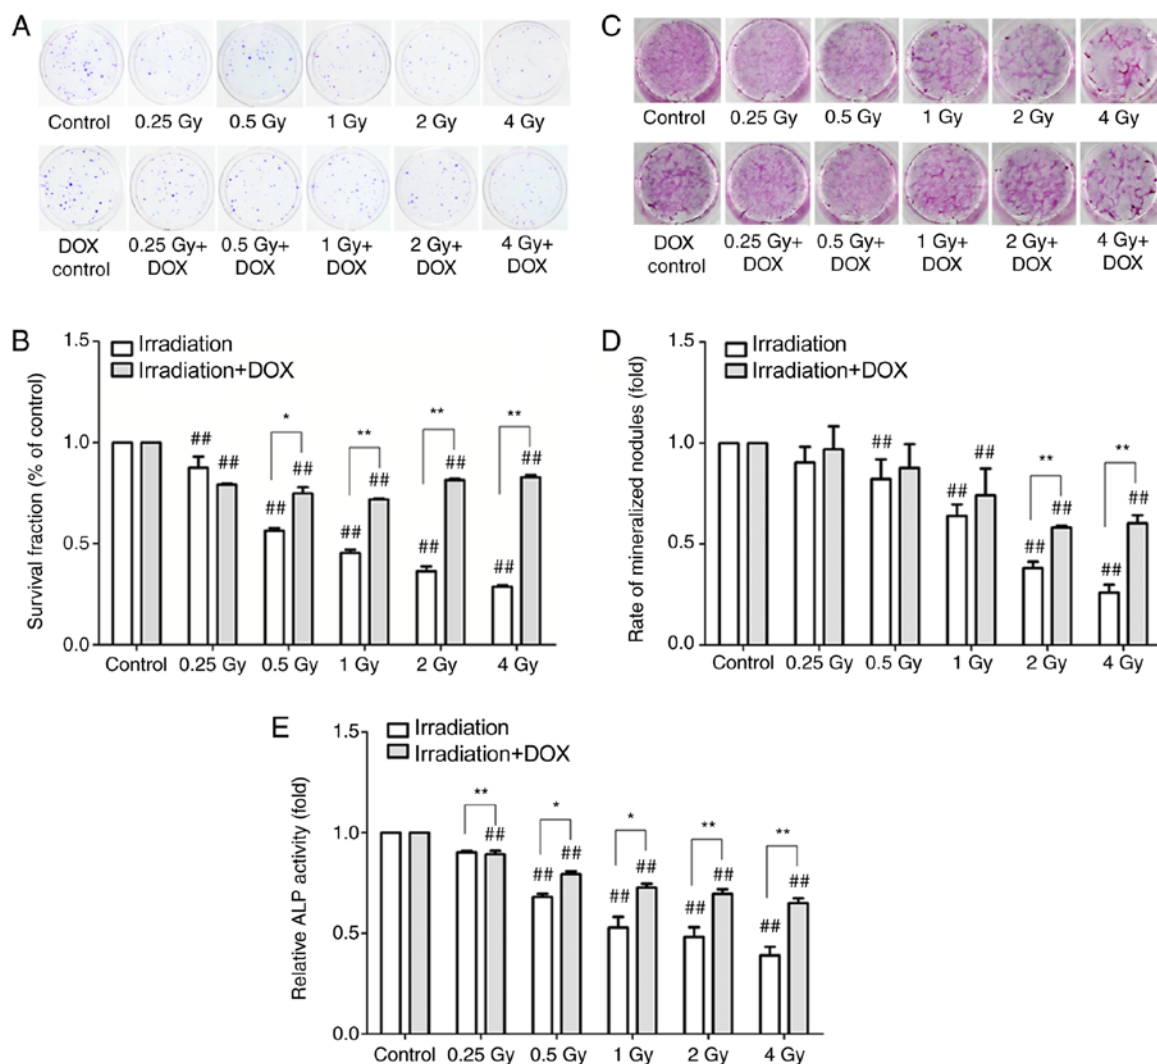 A
Control 0.25 Gy 0.5 Gy 1 Gy 2 Gy 4 Gy
DOX control 0.25 Gy+ DOX 0.5 Gy+ DOX 1 Gy+ DOX 2 Gy+ DOX 4 Gy+ DOX
C
Control 0.25 Gy 0.5 Gy 1 Gy 2 Gy 4 Gy
DOX control 0.25 Gy+ DOX 0.5 Gy+ DOX 1 Gy+ DOX 2 Gy+ DOX 4 Gy+ DOX
B
Survival fraction (% of control)
1.5
1.0
0.5
0.0
Irradiation
Irradiation+DOX
## ##
* ## ##
** ## ##
** ## ##
** ## ##
Control 0.25 Gy 0.5 Gy 1 Gy 2 Gy 4 Gy
D
Rate of mineralized nodules (fold)
1.5
1.0
0.5
0.0
Irradiation
Irradiation+DOX
##
## ##
** ## ##
** ## ##
Control 0.25 Gy 0.5 Gy 1 Gy 2 Gy 4 Gy
E
Relative ALP activity (fold)
1.5
1.0
0.5
0.0
Irradiation
Irradiation+DOX
** ##
* ## ##
* ## ##
** ## ##
** ## ##
Control 0.25 Gy 0.5 Gy 1 Gy 2 Gy 4 Gy